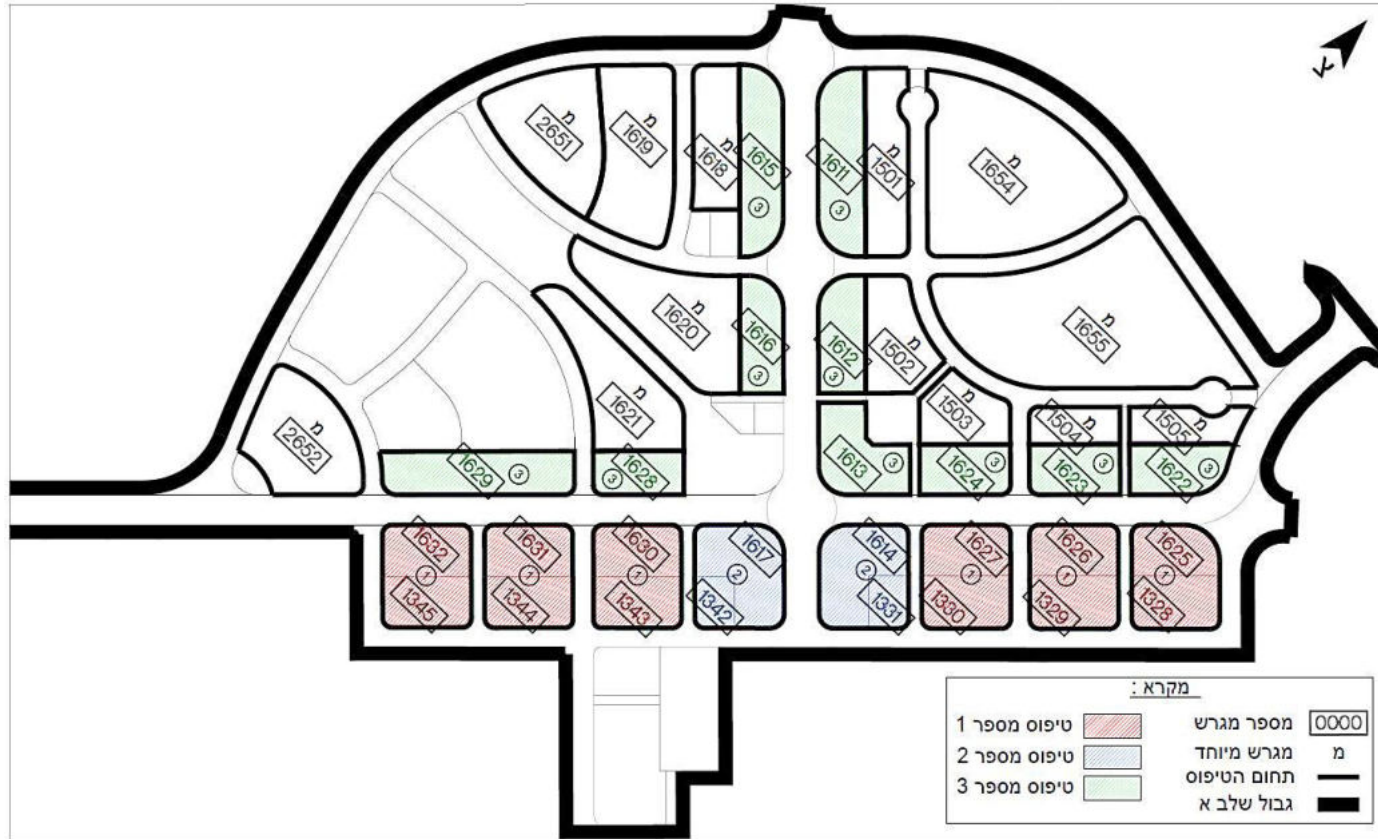 צ
מ
2651
מ
1619
מ
1618
1615
3
1611
3
מ
1501
מ
1654
מ
1620
1616
3
1612
3
מ
1502
מ
1655
מ
2652
1629
3
מ
1621
1628
3
1613
3
מ
1503
1624
3
מ
1504
1623
3
מ
1505
1622
3
1632
1
1345
1631
1
1344
1630
1
1343
1617
2
1342
1614
2
1331
1627
1
1330
1626
1
1329
1625
1
1328
מקרא :
0000 מספר מגרש
מ מגרש מיוחד
תחום הטיפוס
גבול שלב א
טיפוס מספר 1
טיפוס מספר 2
טיפוס מספר 3